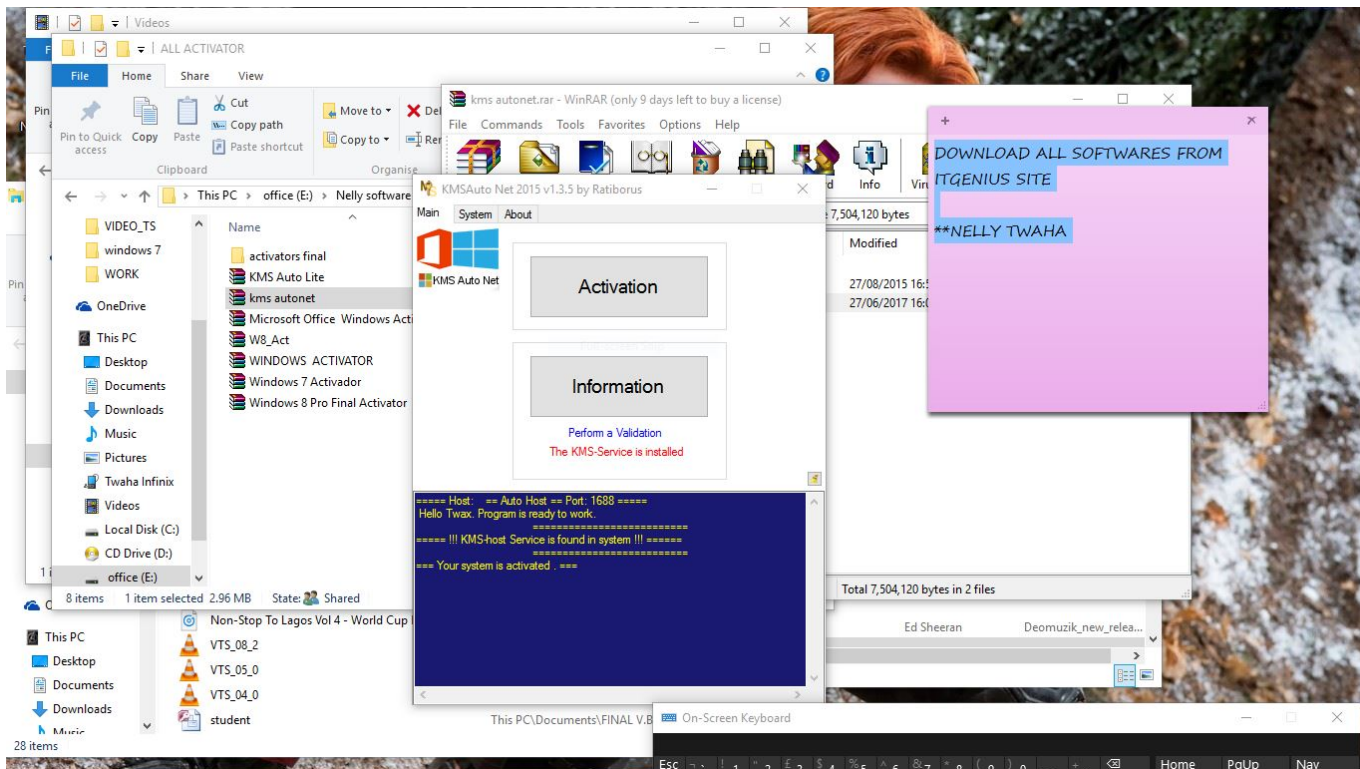 Videos
ALL ACTIVATOR
File Home Share View
Pin to Quick access
Copy
Paste
Cut
Copy path
Paste shortcut
Move to
Copy to
Clipboard
Organise
This PC > office (E:) > Nelly software
VIDEO_TS
windows 7
WORK
OneDrive
This PC
Desktop
Documents
Downloads
Music
Pictures
Twaha Infinix
Videos
Local Disk (C:)
CD Drive (D:)
office (E:)
Name
activators final
KMS Auto Lite
kms autonet
Microsoft Office Windows Acti
W8_Act
WINDOWS ACTIVATOR
Windows 7 Activador
Windows 8 Pro Final Activator
8 items 1 item selected 2.96 MB State: Shared
kms autonet.rar - WinRAR (only 9 days left to buy a license)
File Commands Tools Favorites Options Help
Info
7,504,120 bytes
Modified
27/08/2015 16:5
27/06/2017 16:0
Total 7,504,120 bytes in 2 files
KMSAuto Net 2015 v1.3.5 by Ratiborus
Main System About
KMS Auto Net
Activation
Information
Perform a Validation
The KMS-Service is installed
===== Host: == Auto Host == Port: 1688 =====
Hello Twax. Program is ready to work.
==========================
===== !!! KMS-host Service is found in system !!! ======
==========================
=== Your system is activated . ===
DOWNLOAD ALL SOFTWARES FROM
ITGENIUS SITE
**NELLY TWAHA
This PC
Desktop
Documents
Downloads
Music
28 items
Non-Stop To Lagos Vol 4 - World Cup
VTS_08_2
VTS_05_0
VTS_04_0
student
This PC\Documents\FINAL V.B
Ed Sheeran
Deomuzik_new_relea...
On-Screen Keyboard
Esc
Home PgUp Nav